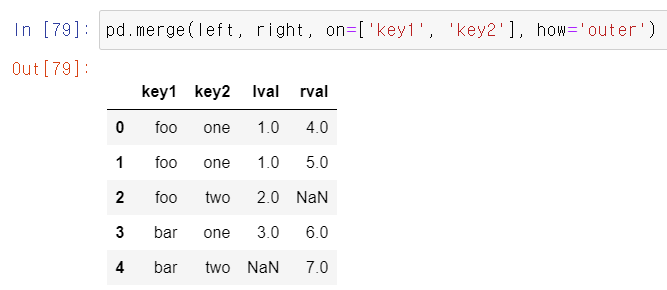 In [79]: pd.merge(left, right, on=['key1', 'key2'], how='outer')
Out[79]:
key1 key2 lval rval
0 foo one 1.0 4.0
1 foo one 1.0 5.0
2 foo two 2.0 NaN
3 bar one 3.0 6.0
4 bar two NaN 7.0